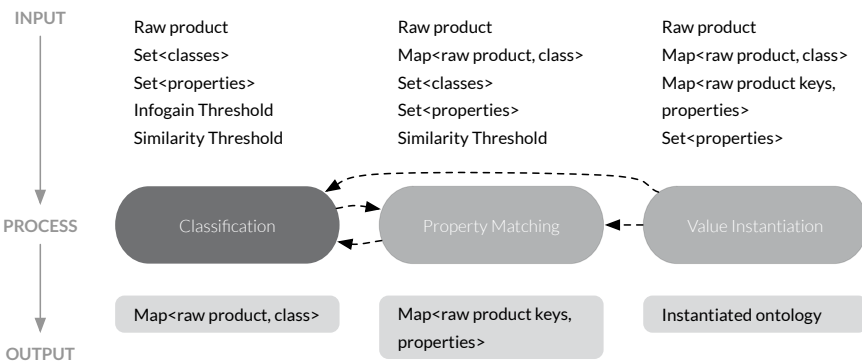 INPUT
Raw product
Set<classes>
Set<properties>
Infogain Threshold
Similarity Threshold
Raw product
Map<raw product, class>
Set<classes>
Set<properties>
Similarity Threshold
Raw product
Map<raw product, class>
Map<raw product keys,
properties>
Set<properties>
PROCESS
Classification
Property Matching
Value Instantiation
OUTPUT
Map<raw product, class>
Map<raw product keys,
properties>
Instantiated ontology